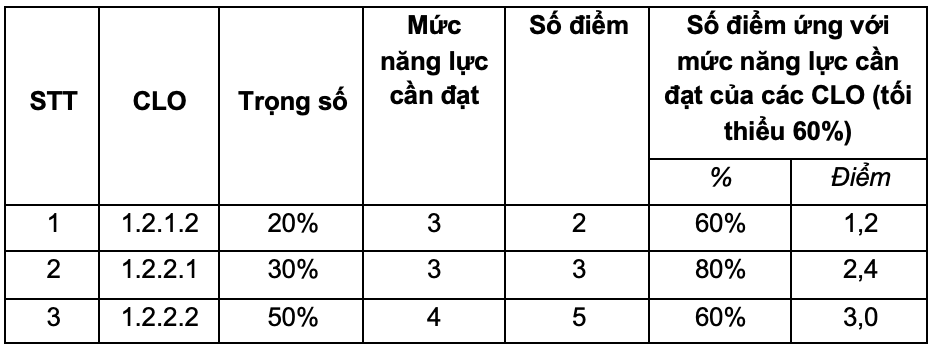 STT
CLO
Trọng số
Mức
năng lực
cần đạt
Số điểm
Số điểm ứng với
mức năng lực cần
đạt của các CLO (tối
thiểu 60%)
%
Điểm
1 1.2.1.2 20% 3 2 60% 1,2
2 1.2.2.1 30% 3 3 80% 2,4
3 1.2.2.2 50% 4 5 60% 3,0